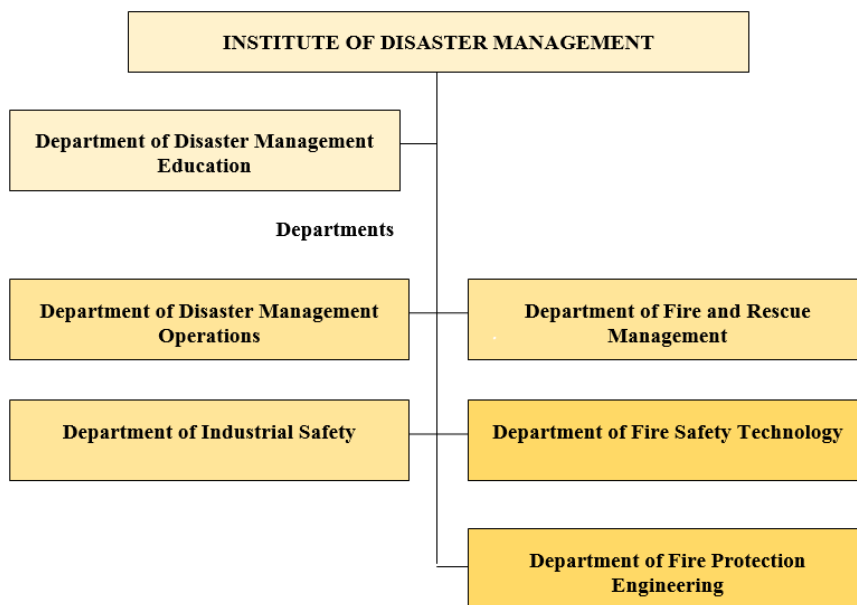 INSTITUTE OF DISASTER MANAGEMENT
Department of Disaster Management
Education
Departments
Department of Disaster Management
Operations
Department of Fire and Rescue
Management
Department of Industrial Safety
Department of Fire Safety Technology
Department of Fire Protection
Engineering